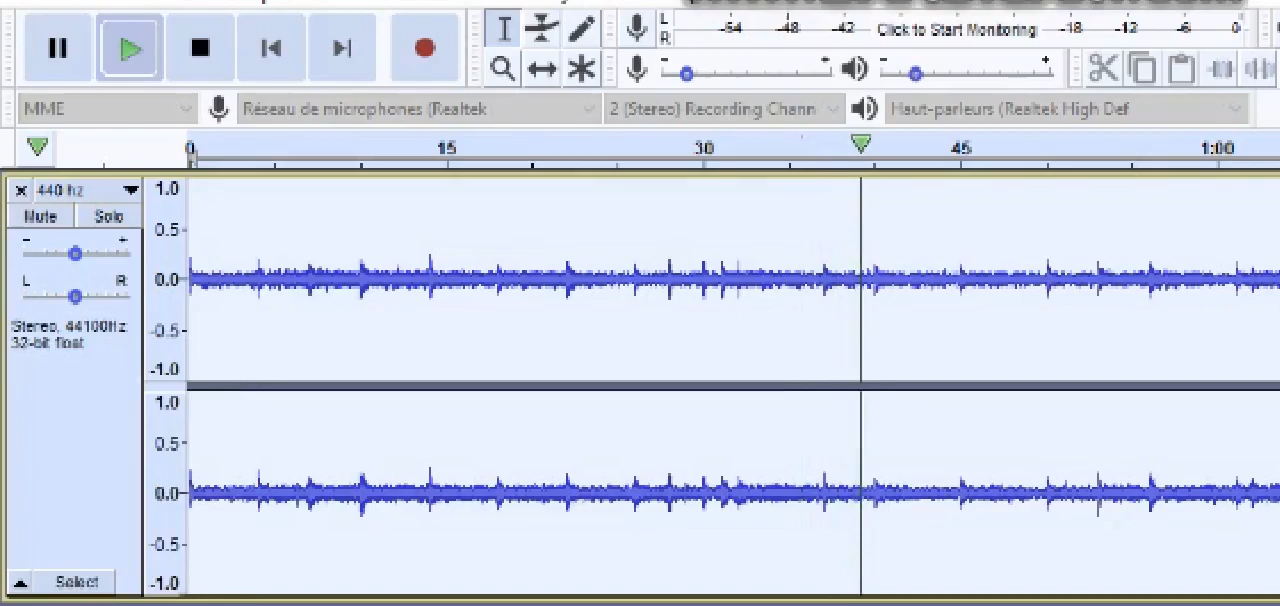 L
R
-54 -48 -42 Click to Start Monitoring -18 -12 -6 0
- + - +
MME Réseau de microphones (Realtek 2 (Stereo) Recording Chann Haut-parleurs (Realtek High Def
0 15 30 45 1:00
× 440 hz
Mute Solo
- +
L R
Stereo, 44100Hz
32-bit float
Select
1.0
0.5-
0.0-
-0.5-
-1.0
1.0
0.5-
0.0-
-0.5-
-1.0